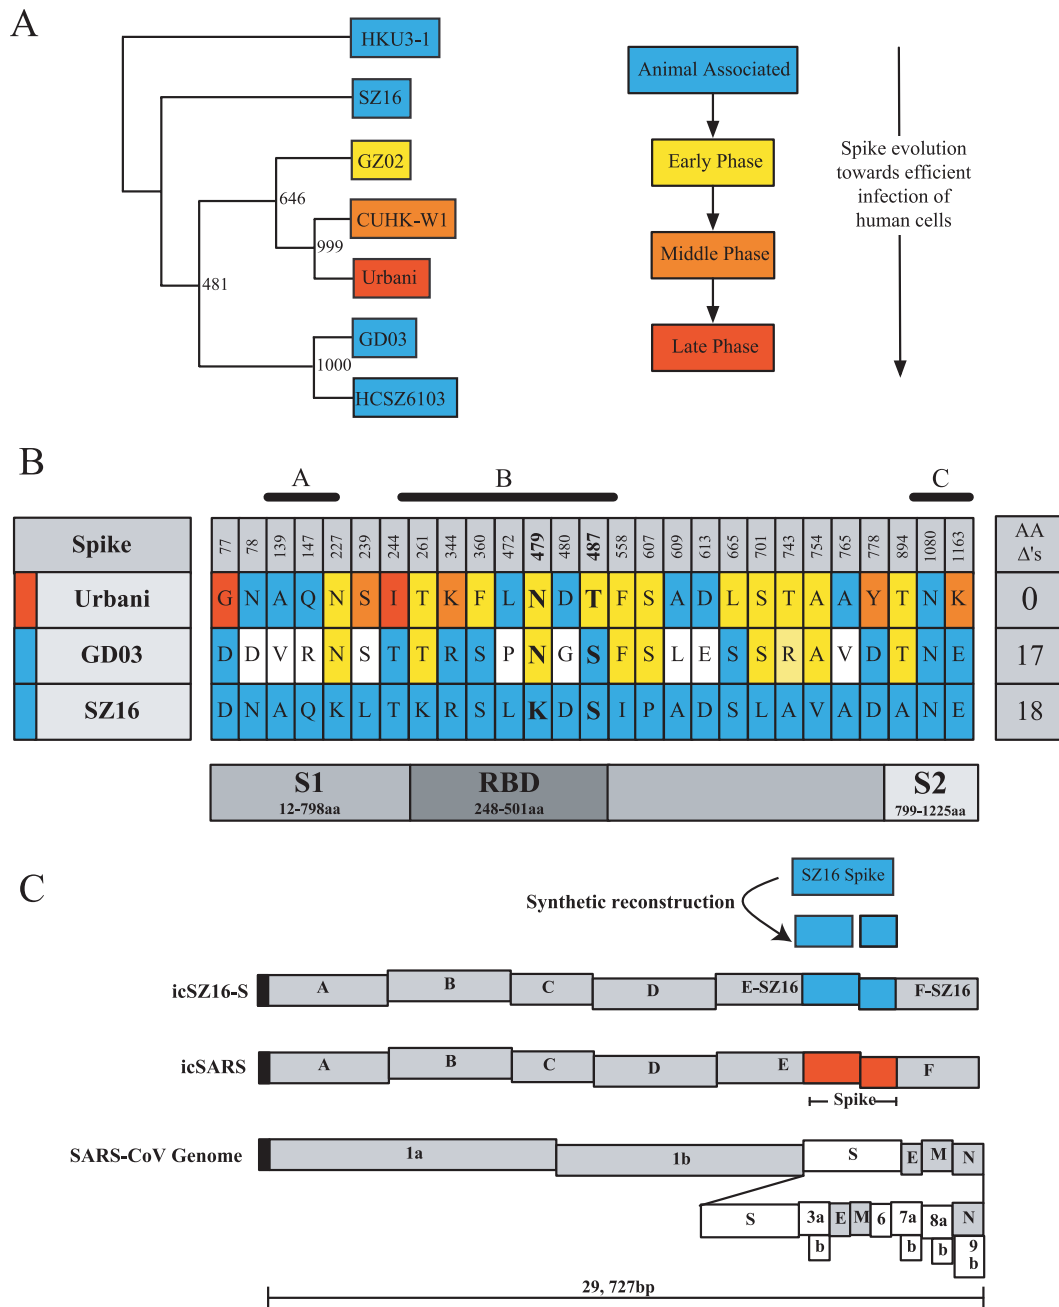 A
HKU3-1
SZ16
GZ02
646
CUHK-W1
999
Urbani
481
GD03
1000
HCSZ6103
Animal Associated
Early Phase
Middle Phase
Late Phase
Spike evolution
towards efficient
infection of
human cells
B
A B C
Spike 77 78 139 147 227 239 244 261 344 360 472 479 480 487 558 607 609 613 665 701 743 754 765 778 894 1080 1163 AA Δ's
Urbani G N A Q N S I T K F L N D T F S A D L S T A A Y T N K 0
GD03 D D V R N S T T R S P N G S F S L E S S R A V D T N E 17
SZ16 D N A Q K L T K R S L K D S I P A D S L A V A D A N E 18
S1 RBD S2
12-798aa 248-501aa 799-1225aa
C
SZ16 Spike
Synthetic reconstruction
icSZ16-S A B C D E-SZ16 F-SZ16
icSARS A B C D E F
Spike
SARS-CoV Genome 1a 1b S E M N
S 3a E M 6 7a 8a N
b b b 9
b
29, 727bp